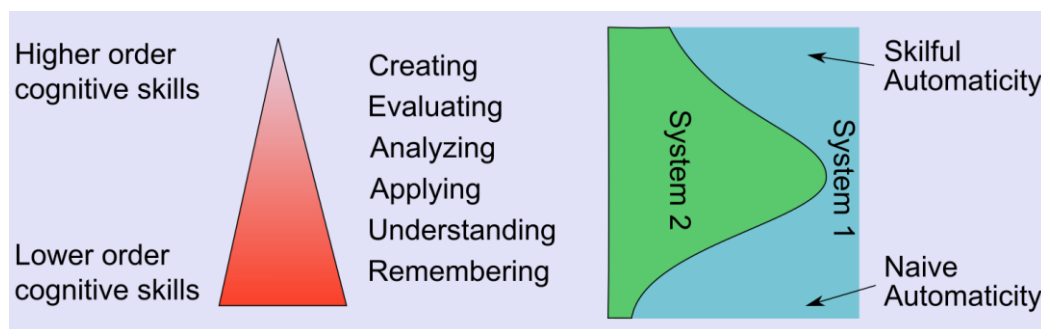 Higher order
cognitive skills
Lower order
cognitive skills
Creating
Evaluating
Analyzing
Applying
Understanding
Remembering
System 2
System 1
Skilful
Automaticity
Naive
Automaticity